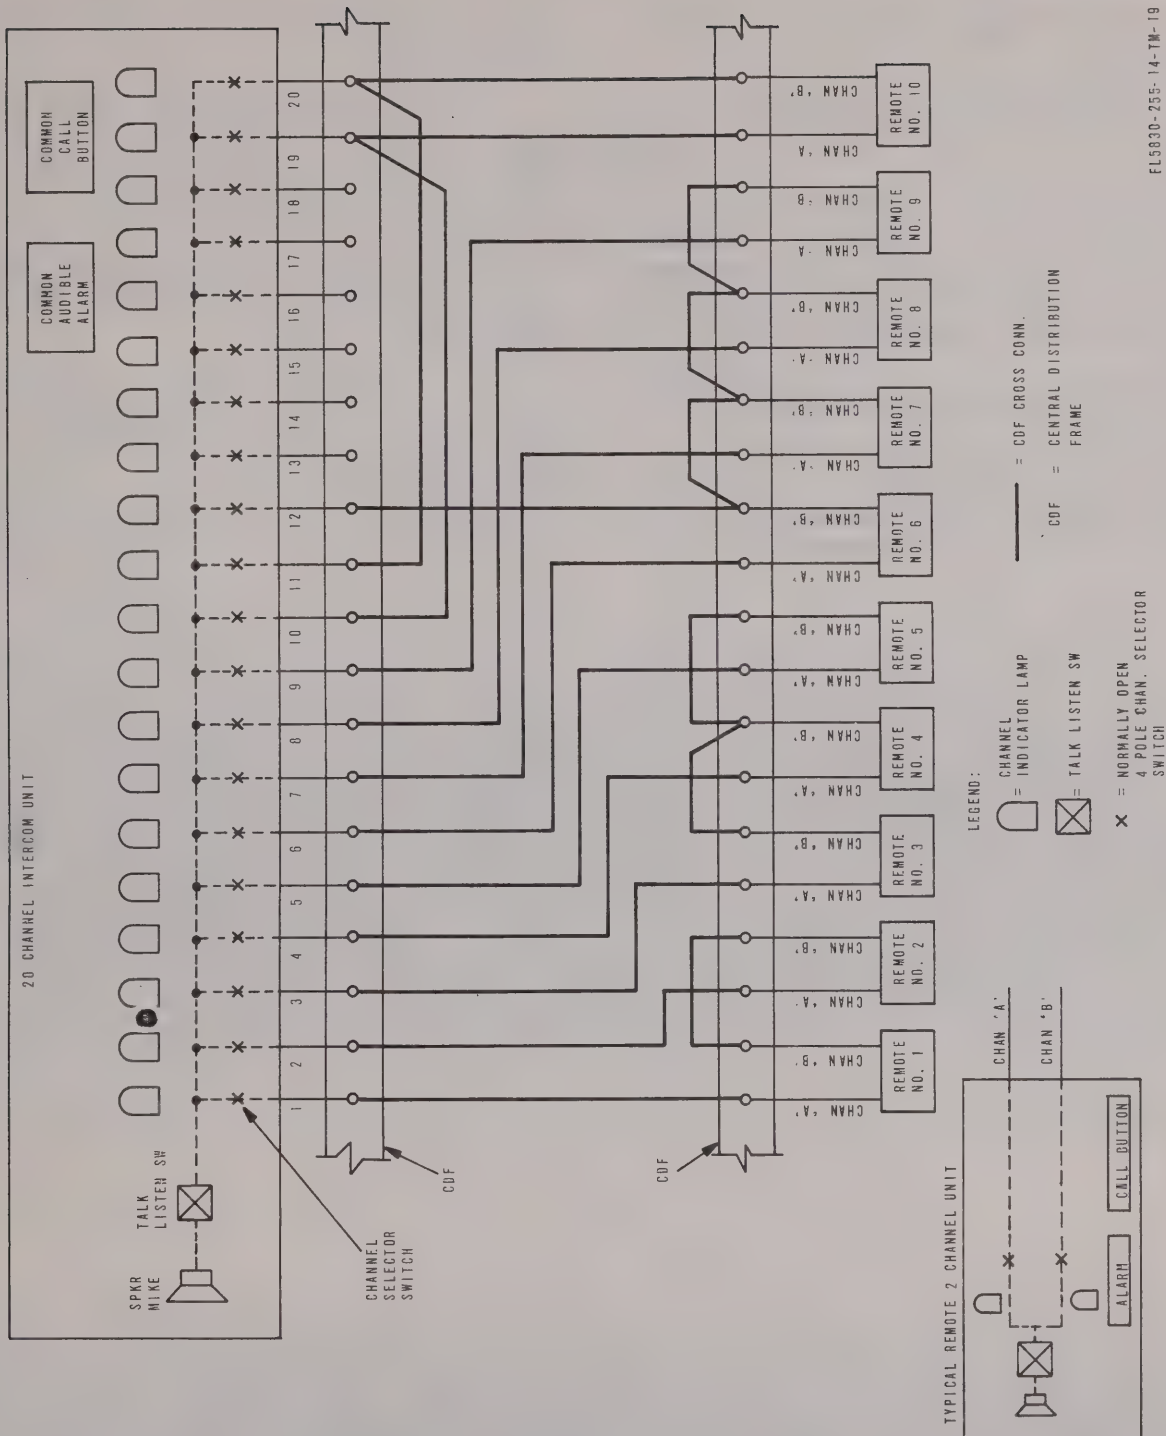 20 CHANNEL INTERCOM UNIT
COMMON
CALL
BUTTON
COMMON
AUDIBLE
ALARM
SPKR
MIKE
TALK
LISTEN SW
1
2
3
4
5
6
7
8
9
10
11
12
13
14
15
16
17
18
19
20
CHANNEL
SELECTOR
SWITCH
CDF
CDF
CHAN 'A'
CHAN 'B'
CHAN 'A'
CHAN 'B'
CHAN 'A'
CHAN 'B'
CHAN 'A'
CHAN 'B'
CHAN 'A'
CHAN 'B'
CHAN 'A'
CHAN 'B'
CHAN 'A'
CHAN 'B'
CHAN 'A'
CHAN 'B'
CHAN 'A'
CHAN 'B'
CHAN 'A'
CHAN 'B'
REMOTE
NO. 1
REMOTE
NO. 2
REMOTE
NO. 3
REMOTE
NO. 4
REMOTE
NO. 5
REMOTE
NO. 6
REMOTE
NO. 7
REMOTE
NO. 8
REMOTE
NO. 9
REMOTE
NO. 10
TYPICAL REMOTE 2 CHANNEL UNIT
ALARM
CALL BUTTON
CHAN 'A'
CHAN 'B'
LEGEND:
= CHANNEL
INDICATOR LAMP
= TALK LISTEN SW
X = NORMALLY OPEN
4 POLE CHAN. SELECTOR
SWITCH
= CDF CROSS CONN.
CDF = CENTRAL DISTRIBUTION
FRAME
EL5830-255-14-TM-19